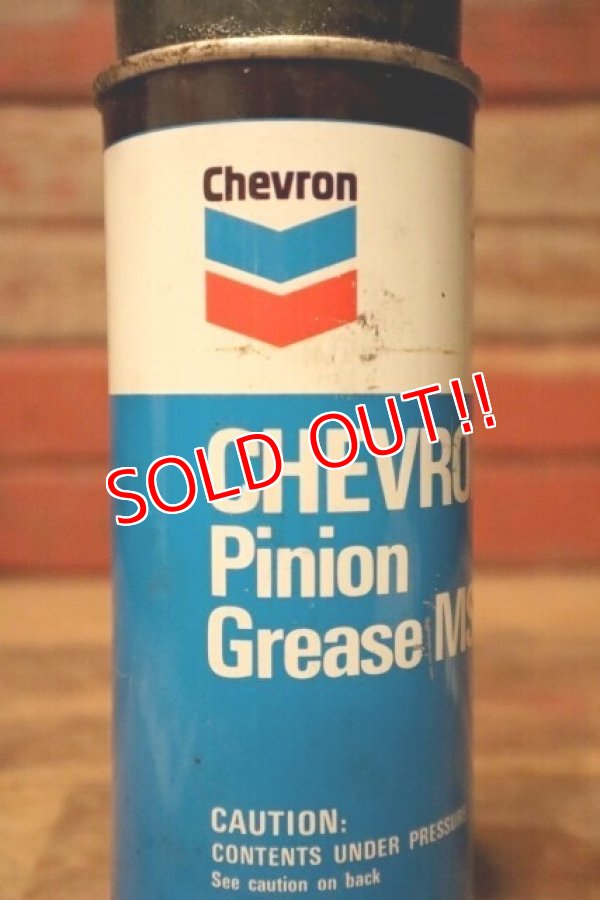 Chevron
SOLD OUT!!
CHEVRO
Pinion
Grease MS
CAUTION:
CONTENTS UNDER PRESSURE
See caution on back